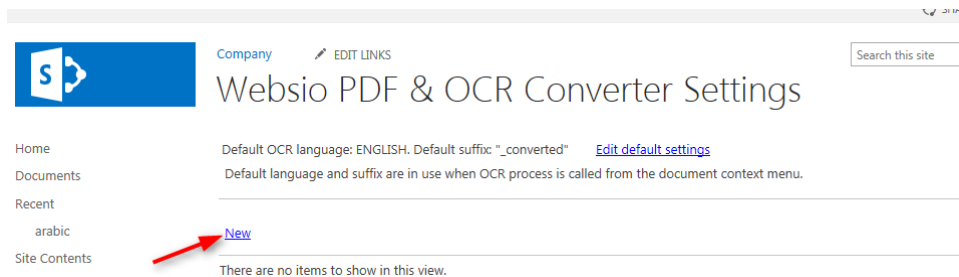 Company EDIT LINKS
Search this site
Websio PDF & OCR Converter Settings
Home
Documents
Recent
arabic
Site Contents
Default OCR language: ENGLISH. Default suffix: "_converted" Edit default settings
Default language and suffix are in use when OCR process is called from the document context menu.
New
There are no items to show in this view.